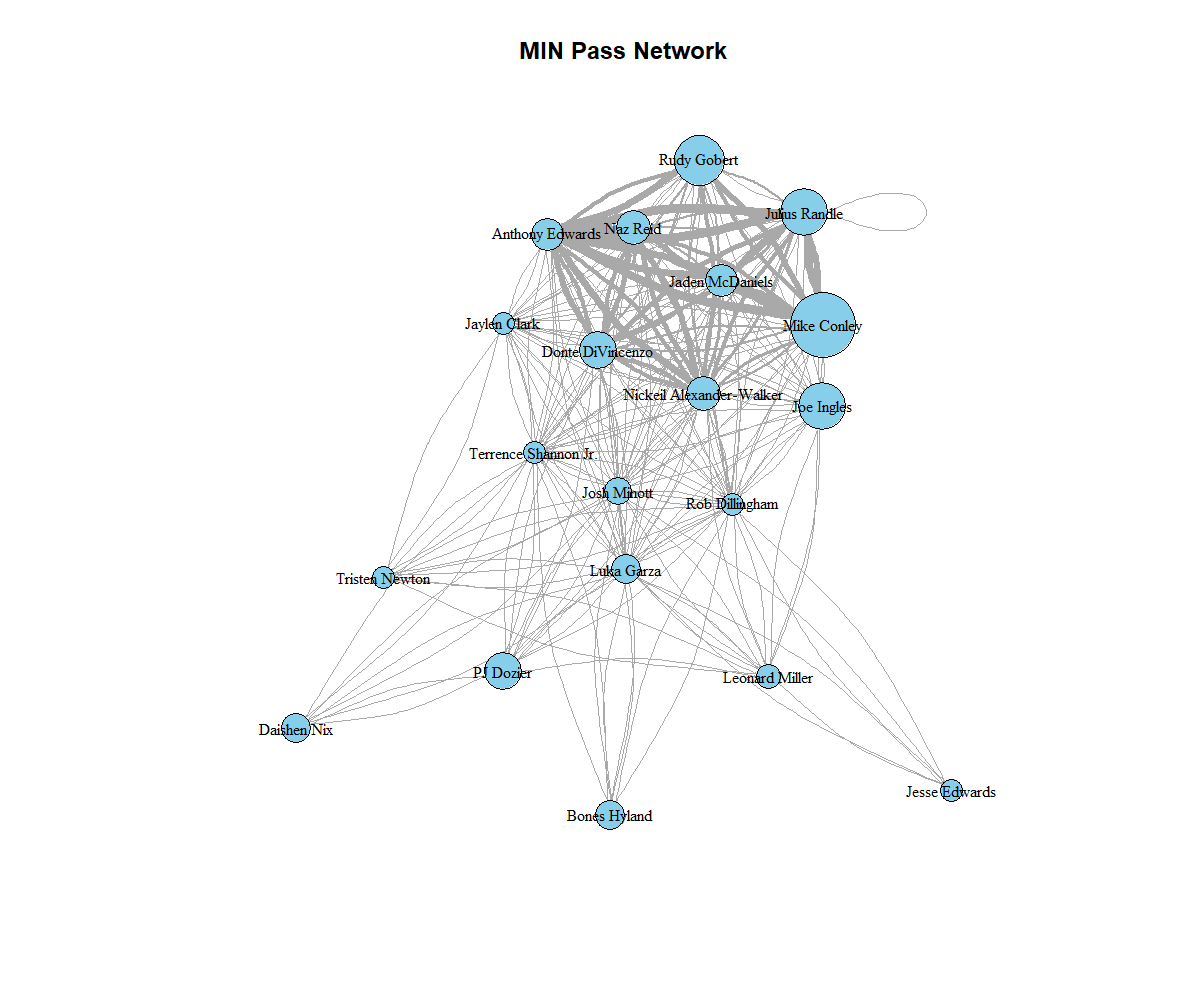 MIN Pass Network
Rudy Gobert
Julius Randle
Naz Reid
Anthony Edwards
Jaden McDaniels
Jaylen Clark
Mike Conley
Donte DiVincenzo
Nickeil Alexander-Walker
Joe Ingles
Terrence Shannon Jr.
Josh Minott
Rob Dillingham
Luka Garza
Tristen Newton
PJ Dozier
Leonard Miller
Daishen Nix
Jesse Edwards
Bones Hyland